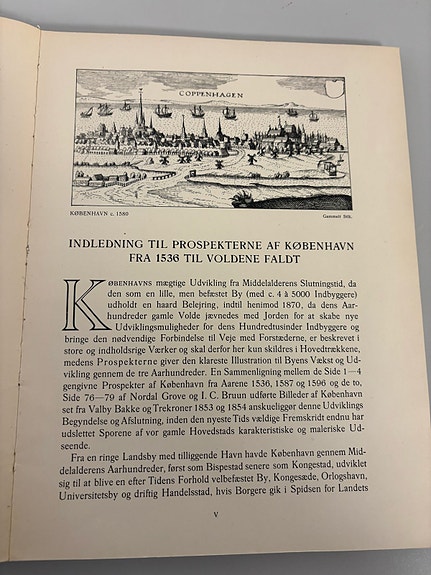 COPPENHAGEN
KØBENHAVN c. 1580
Gammelt Stik.
INDLEDNING TIL PROSPEKTERNE AF KØBENHAVN
FRA 1536 TIL VOLDENE FALDT
KØBENHAVNS mægtige Udvikling fra Middelalderens Slutningstid, da
den som en lille, men befæstet By (med c. 4 à 5000 Indbyggere)
udholdt en haard Belejring, indtil henimod 1870, da dens Aar-
hundreder gamle Volde jævnedes med Jorden for at skabe nye
Udviklingsmuligheder for dens Hundredtusinder Indbyggere og
bringe den nødvendige Forbindelse til Veje med Forstæderne, er beskrevet i
store og indholdsrige Værker og skal derfor her kun skildres i Hovedtrækkene,
medens Prospekterne giver den klareste Illustration til Byens Vækst og Ud-
vikling gennem de tre Aarhundreder. En Sammenligning mellem de Side 1—4
gengivne Prospekter af København fra Aarene 1536, 1587 og 1596 og de to,
Side 76—79 af Nordal Grove og I. C. Bruun udførte Billeder af København
set fra Valby Bakke og Trekroner 1853 og 1854 anskueliggør denne Udviklings
Begyndelse og Afslutning, inden den nyeste Tids vældige Fremskridt endnu har
udslettet Sporene af vor gamle Hovedstads karakteristiske og maleriske Ud-
seende.
Fra en ringe Landsby med tilliggende Havn havde København gennem Mid-
delalderens Aarhundreder, først som Bispestad senere som Kongestad, udviklet
sig til at blive en efter Tidens Forhold velbefæstet By, Kongesæde, Orlogshavn,
Universitetsby og driftig Handelsstad, hvis Borgere gik i Spidsen for Landets
V